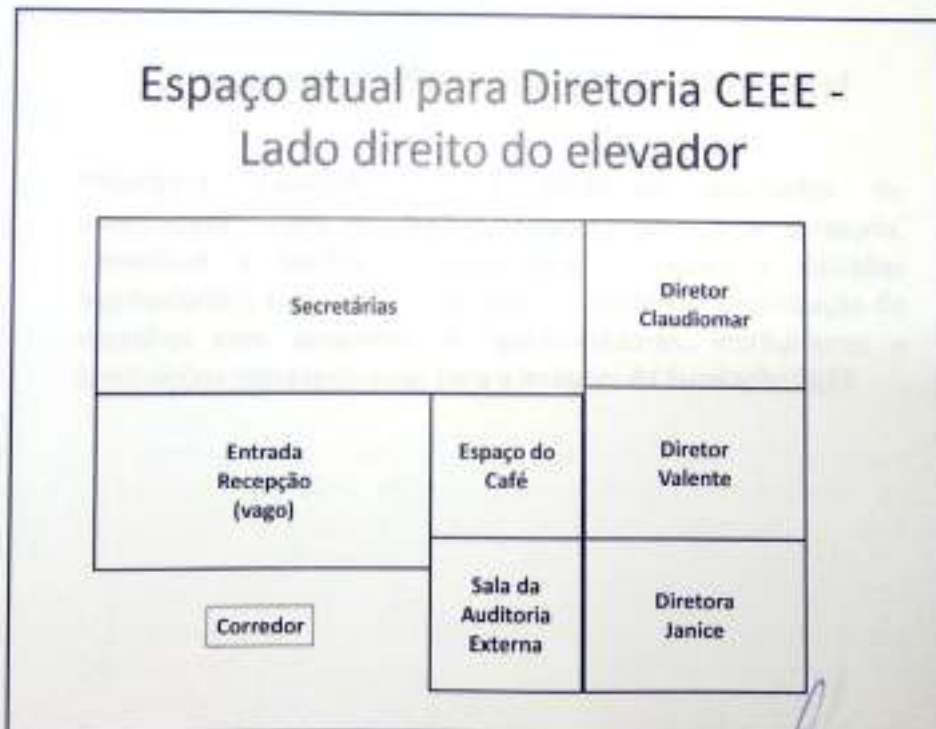 Espaço atual para Diretoria CEEE -
Lado direito do elevador
Secretárias
Diretor
Claudiomar
Entrada
Recepção
(vago)
Espaço do
Café
Diretor
Valente
Corredor
Sala da
Auditoria
Externa
Diretora
Janice